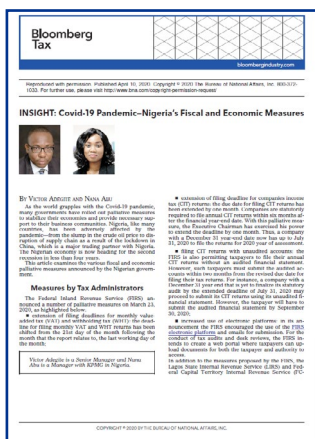 Bloomberg
Tax
bloombergindustry.com
Reproduced with permission. Published April 10, 2020. Copyright © 2020 The Bureau of National Affairs, Inc. 800-372-
1033. For further use, please visit http://www.bna.com/copyright-permission-request/
INSIGHT: Covid-19 Pandemic–Nigeria's Fiscal and Economic Measures
BY VICTOR ADEGITE AND NANA ABU
As the world grapples with the Covid-19 pandemic,
many governments have rolled out palliative measures
to stabilize their economies and provide necessary sup-
port to their business communities. Nigeria, like many
countries, has been adversely affected by the
pandemic—from the slump in the crude oil price to dis-
ruption of supply chain as a result of the lockdown in
China, which is a major trading partner with Nigeria.
The Nigerian economy is now heading for the second
recession in less than four years.
This article examines the various fiscal and economic
palliative measures announced by the Nigerian govern-
ment.
Measures by Tax Administrators
The Federal Inland Revenue Service (FIRS) an-
nounced a number of palliative measures on March 23,
2020, as highlighted below.
■ extension of filing deadlines for monthly value-
added tax (VAT) and withholding tax (WHT): the dead-
line for filing monthly VAT and WHT returns has been
shifted from the 21st day of the month following the
month that the report relates to, the last working day of
the month;
Victor Adegite is a Senior Manager and Nana
Abu is a Manager with KPMG in Nigeria.
■ extension of filing deadline for companies income
tax (CIT) returns: the due date for filing CIT returns has
been extended by one month. Companies are statutorily
required to file annual CIT returns within six months af-
ter the financial year-end date. With this palliative mea-
sure, the Executive Chairman has exercised his power
to extend the deadline by one month. Thus, a company
with a December 31 year-end date now has up to July
31, 2020 to file the returns for 2020 year of assessment.
■ filing CIT returns with unaudited accounts: the
FIRS is also permitting taxpayers to file their annual
CIT returns without an audited financial statement.
However, such taxpayers must submit the audited ac-
counts within two months from the revised due date for
filing their tax returns. For instance, a company with a
December 31 year end that is yet to finalize its statutory
audit by the extended deadline of July 31, 2020 may
proceed to submit its CIT returns using its unaudited fi-
nancial statement. However, the taxpayer will have to
submit the audited financial statement by September
30, 2020;
■ increased use of electronic platforms: in its an-
nouncement the FIRS encouraged the use of the FIRS
electronic platform and emails for submission. For the
conduct of tax audits and desk reviews, the FIRS in-
tends to create a web portal where taxpayers can up-
load documents for both the taxpayer and authority to
access.
In addition to the measures proposed by the FIRS, the
Lagos State Internal Revenue Service (LIRS) and Fed-
eral Capital Territory Internal Revenue Service (FC-
COPYRIGHT © 2020 BY THE BUREAU OF NATIONAL AFFAIRS, INC.